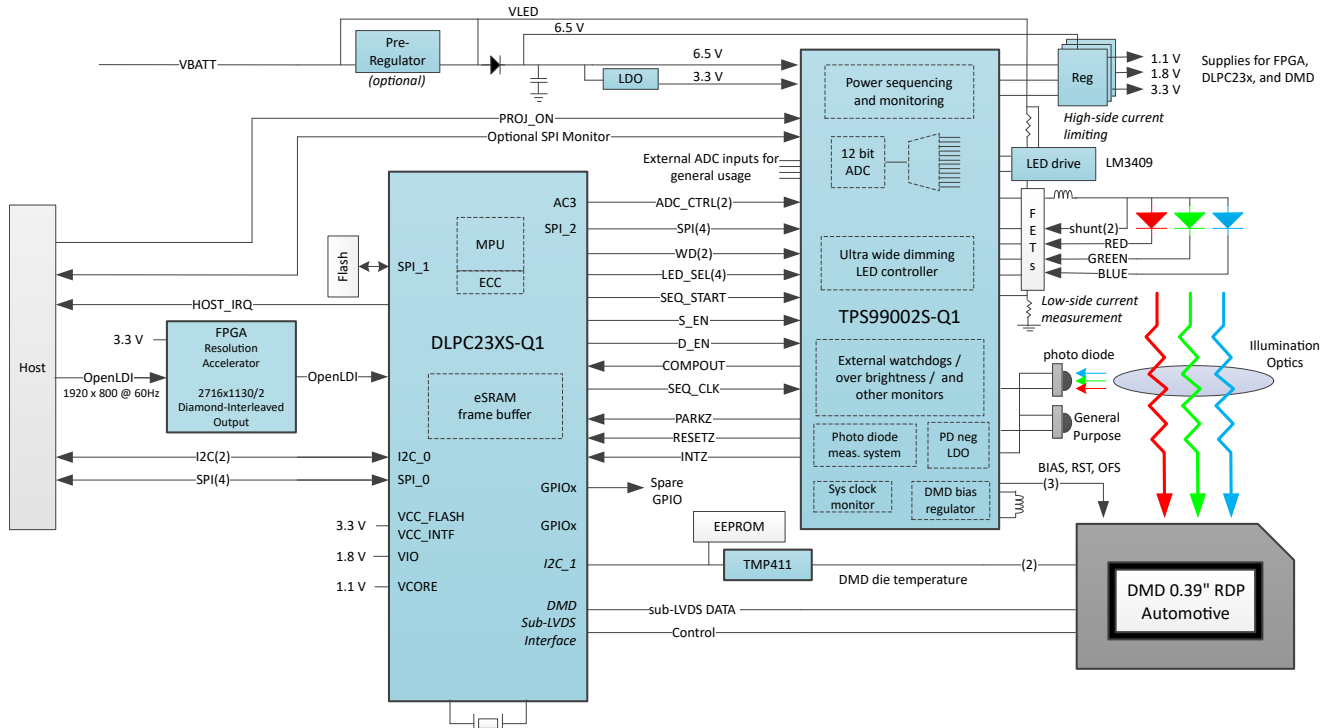 VLED
6.5 V
Pre-
Regulator
(optional)
VBATT
LDO
6.5 V
3.3 V
Power sequencing
and monitoring
Reg
1.1 V
1.8 V
3.3 V
Supplies for FPGA,
DLPC23x, and DMD
High-side current
limiting
PROJ_ON
Optional SPI Monitor
External ADC inputs for
general usage
12 bit
ADC
LED drive
LM3409
Host
Flash
SPI_1
HOST_IRQ
AC3
SPI_2
MPU
ECC
ADC_CTRL(2)
SPI(4)
WD(2)
LED_SEL(4)
SEQ_START
S_EN
D_EN
COMPOUT
SEQ_CLK
PARKZ
RESETZ
INTZ
Ultra wide dimming
LED controller
FETs
shunt(2)
RED
GREEN
BLUE
Low-side current
measurement
TPS99002S-Q1
DLPC23XS-Q1
3.3 V
FPGA
Resolution
Accelerator
2716x1130/2
Diamond-Interleaved
Output
OpenLDI
1920 x 800 @ 60Hz
OpenLDI
eSRAM
frame buffer
External watchdogs /
over brightness / and
other monitors
photo diode
Illumination
Optics
General
Purpose
Photo diode
meas. system
PD neg
LDO
Sys clock
monitor
DMD bias
regulator
BIAS, RST, OFS
(3)
I2C(2)
I2C_0
SPI(4)
SPI_0
GPIOx
Spare
GPIO
3.3 V
VCC_FLASH
VCC_INTF
GPIOx
1.8 V
VIO
1.1 V
VCORE
I2C_1
EEPROM
TMP411
DMD die temperature
(2)
DMD
Sub-LVDS
Interface
sub-LVDS DATA
Control
DMD 0.39" RDP
Automotive